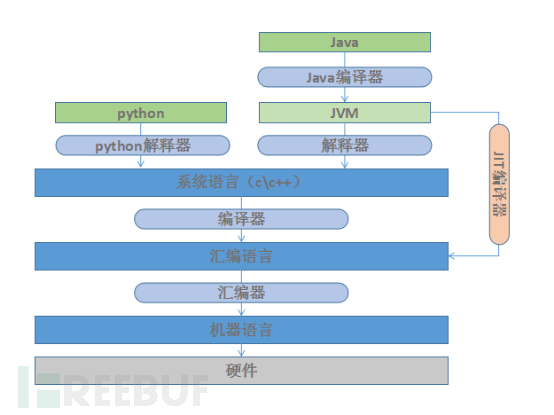 Java
Java编译器
python
JVM
python解释器
解释器
JIT编译器
系统语言（c\c++）
编译器
汇编语言
汇编器
机器语言
硬件
REEBUF